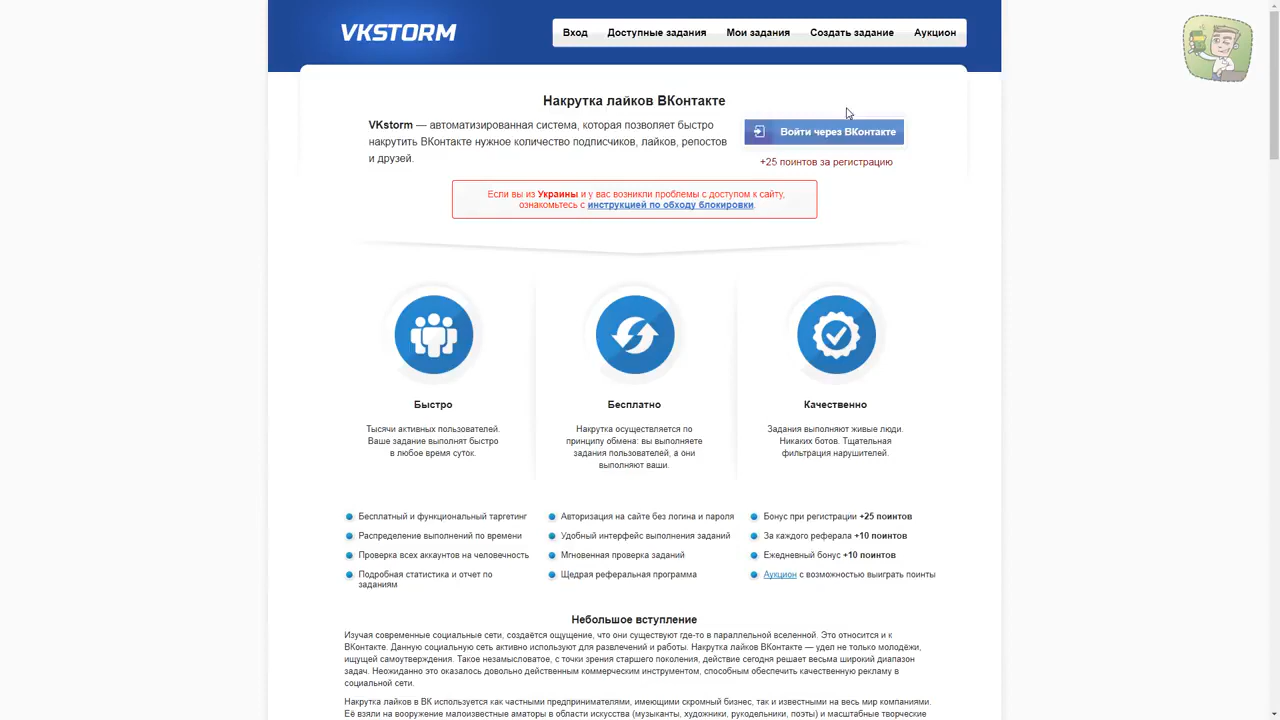 VKSTORM
Вход Доступные задания Мои задания Создать задание Аукцион
Накрутка лайков ВКонтакте
VKstorm — автоматизированная система, которая позволяет быстро
накрутить ВКонтакте нужное количество подписчиков, лайков, репостов
и друзей.
Войти через ВКонтакте
+25 поинтов за регистрацию
Если вы из Украины и у вас возникли проблемы с доступом к сайту,
ознакомьтесь с инструкцией по обходу блокировки.
Быстро
Тысячи активных пользователей.
Ваше задание выполнят быстро
в любое время суток.
Бесплатно
Накрутка осуществляется по
принципу обмена: вы выполняете
задания пользователей, а они
выполняют ваши.
Качественно
Задания выполняют живые люди.
Никаких ботов. Тщательная
фильтрация нарушителей.
Бесплатный и функциональный таргетинг
Распределение выполнений по времени
Проверка всех аккаунтов на человечность
Подробная статистика и отчет по
заданиям
Авторизация на сайте без логина и пароля
Удобный интерфейс выполнения заданий
Мгновенная проверка заданий
Щедрая реферальная программа
Бонус при регистрации +25 поинтов
За каждого реферала +10 поинтов
Ежедневный бонус +10 поинтов
Аукцион с возможностью выиграть поинты
Небольшое вступление
Изучая современные социальные сети, создаётся ощущение, что они существуют где-то в параллельной вселенной. Это относится и к
ВКонтакте. Данную социальную сеть активно используют для развлечений и работы. Накрутка лайков ВКонтакте — удел не только молодёжи,
ищущей самоутверждения. Такое незамысловатое, с точки зрения старшего поколения, действие сегодня решает весьма широкий диапазон
задач. Неожиданно это оказалось довольно действенным коммерческим инструментом, способным обеспечить качественную рекламу в
социальной сети.
Накрутка лайков в ВК используется как частными предпринимателями, имеющими скромный бизнес, так и известными на весь мир компаниями.
Её взяли на вооружение малоизвестные аматоры в области искусства (музыканты, художники, рукодельники, поэты) и масштабные творческие